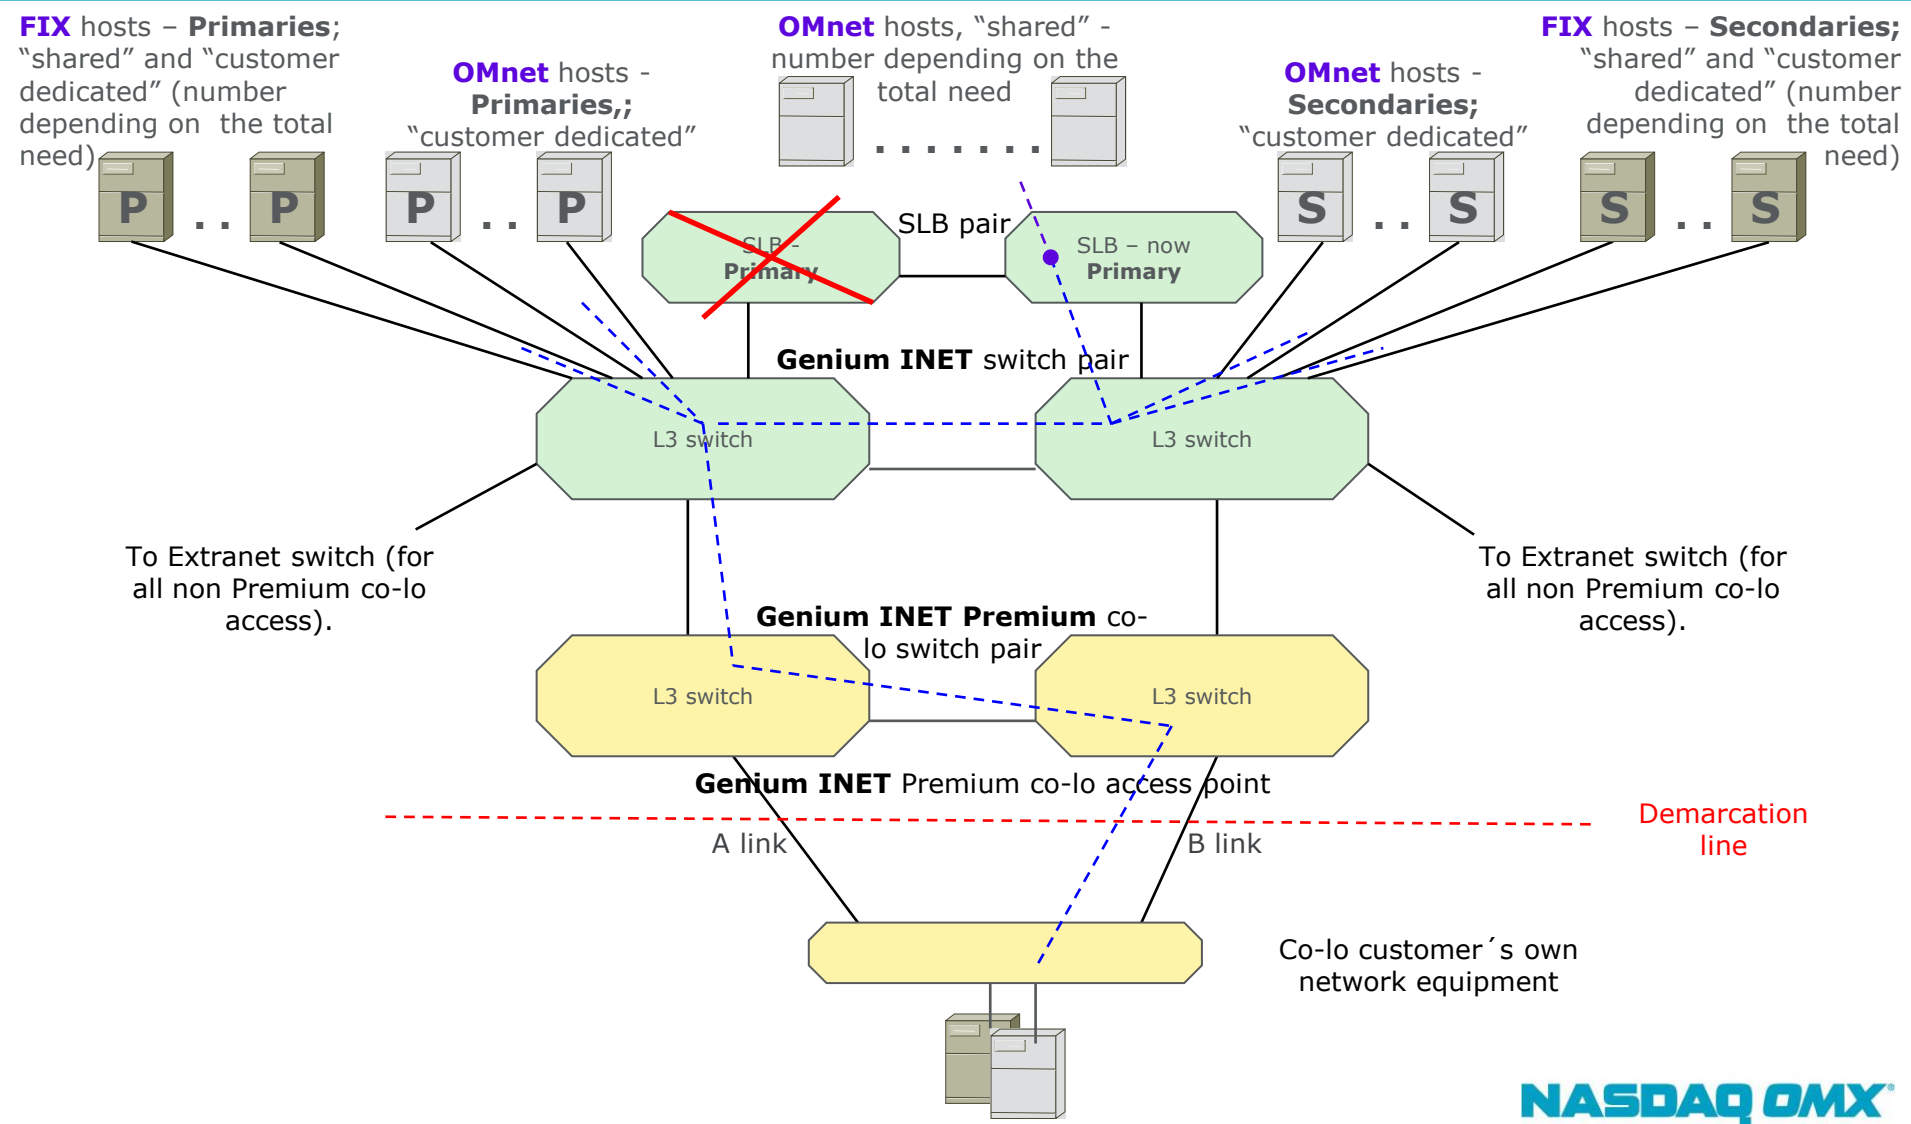 FIX hosts – Primaries;
“shared” and “customer
dedicated” (number
depending on  the total
need)
OMnet hosts -
Primaries,;
“customer dedicated”
OMnet hosts, “shared” -
number depending on the
total need
. . . . . . .
OMnet hosts -
Secondaries;
“customer dedicated”
FIX hosts – Secondaries;
“shared” and “customer
dedicated” (number
depending on  the total
need)
P . . P
P . . P
S . . S
S . . S
SLB -
Primary
SLB pair
SLB – now
Primary
Genium INET switch pair
L3 switch
L3 switch
To Extranet switch (for
all non Premium co-lo
access).
To Extranet switch (for
all non Premium co-lo
access).
Genium INET Premium co-
lo switch pair
L3 switch
L3 switch
Genium INET Premium co-lo access point
Demarcation
line
A link
B link
Co-lo customer´s own
network equipment
NASDAQ OMX®